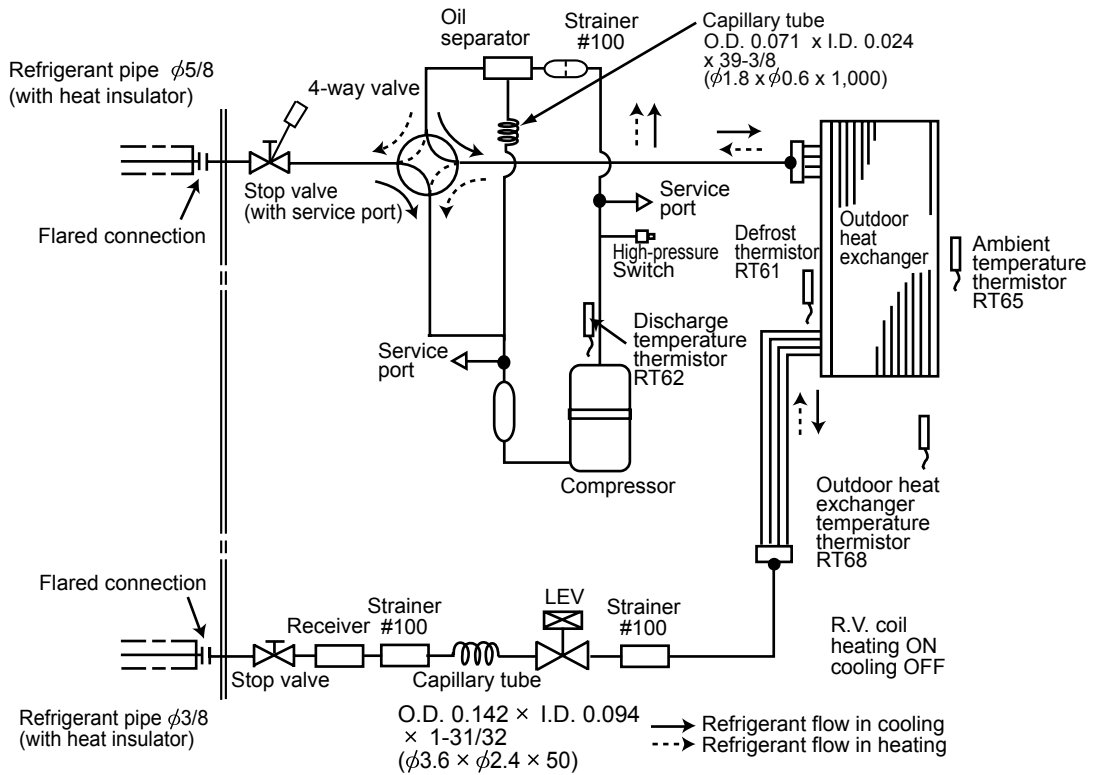 Oil
separator
Strainer
#100
Capillary tube
O.D. 0.071 x I.D. 0.024
x 39-3/8
(ϕ1.8 x ϕ0.6 x 1,000)
Refrigerant pipe ϕ5/8
(with heat insulator)
4-way valve
Stop valve
(with service port)
Flared connection
Service
port
High-pressure
Switch
Defrost
thermistor
RT61
Outdoor
heat
exchanger
Ambient
temperature
thermistor
RT65
Discharge
temperature
thermistor
RT62
Service
port
Compressor
Outdoor heat
exchanger
temperature
thermistor
RT68
Flared connection
Receiver
Strainer
#100
LEV
Strainer
#100
R.V. coil
heating ON
cooling OFF
Stop valve
Capillary tube
O.D. 0.142 × I.D. 0.094
× 1-31/32
(ϕ3.6 × ϕ2.4 × 50)
Refrigerant pipe ϕ3/8
(with heat insulator)
Refrigerant flow in cooling
Refrigerant flow in heating